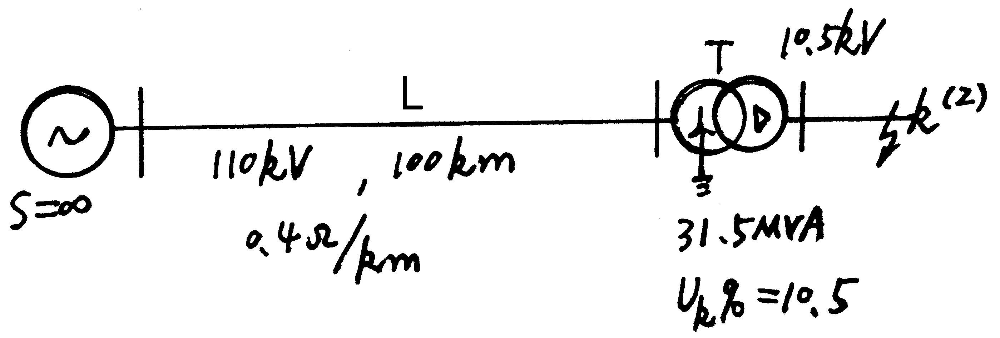 10.5kV
T
L
k(2)
~
110kV, 100km
S=∞
0.4Ω/km
31.5MVA
Uk%=10.5